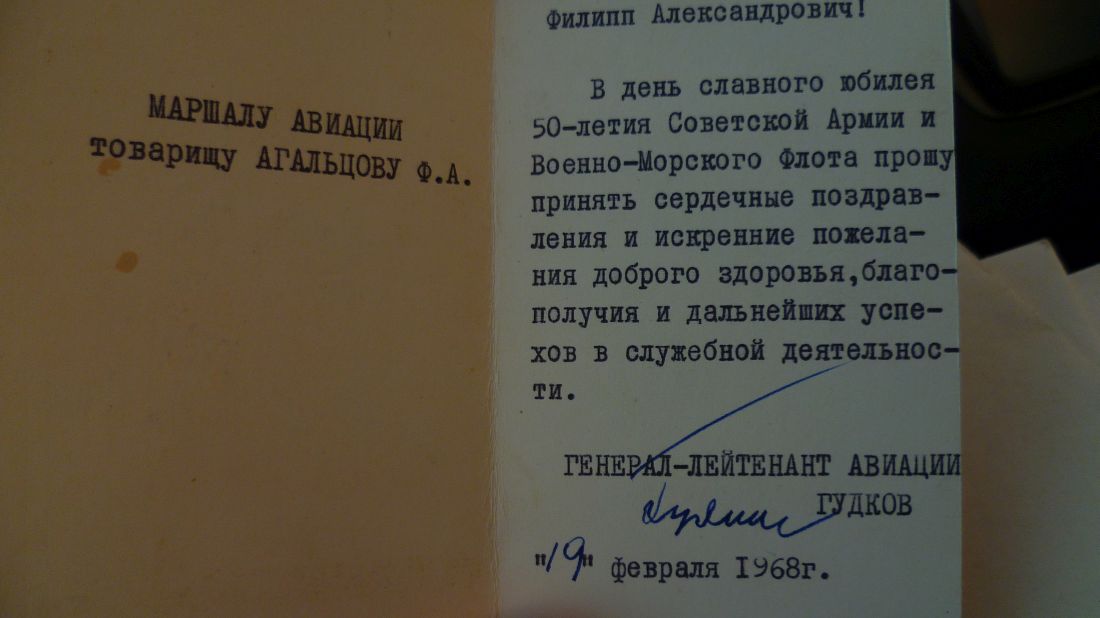 МАРШАЛУ АВИАЦИИ
товарищу АГАЛЬЦОВУ Ф.А.
Филипп Александрович!
В день славного юбилея
50-летия Советской Армии и
Военно-Морского Флота прошу
принять сердечные поздрав-
ления и искренние пожела-
ния доброго здоровья,благо-
получия и дальнейших успе-
хов в служебной деятельнос-
ти.
ГЕНЕРАЛ-ЛЕЙТЕНАНТ АВИАЦИИ
ГУДКОВ
"19" февраля 1968г.